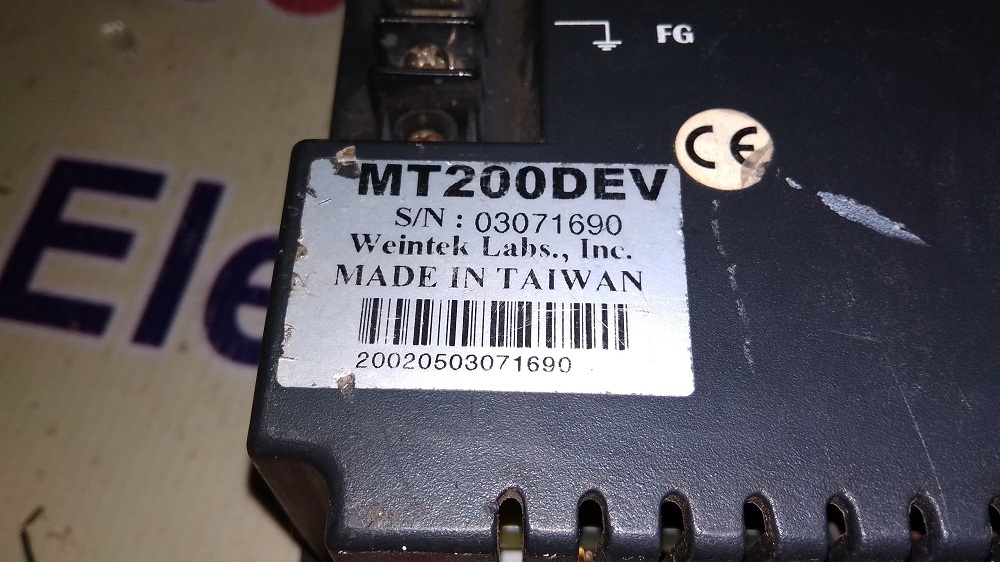 FG
CE
MT200DEV
S/N : 03071690
Weintek Labs., Inc.
MADE IN TAIWAN
20020503071690
Ele